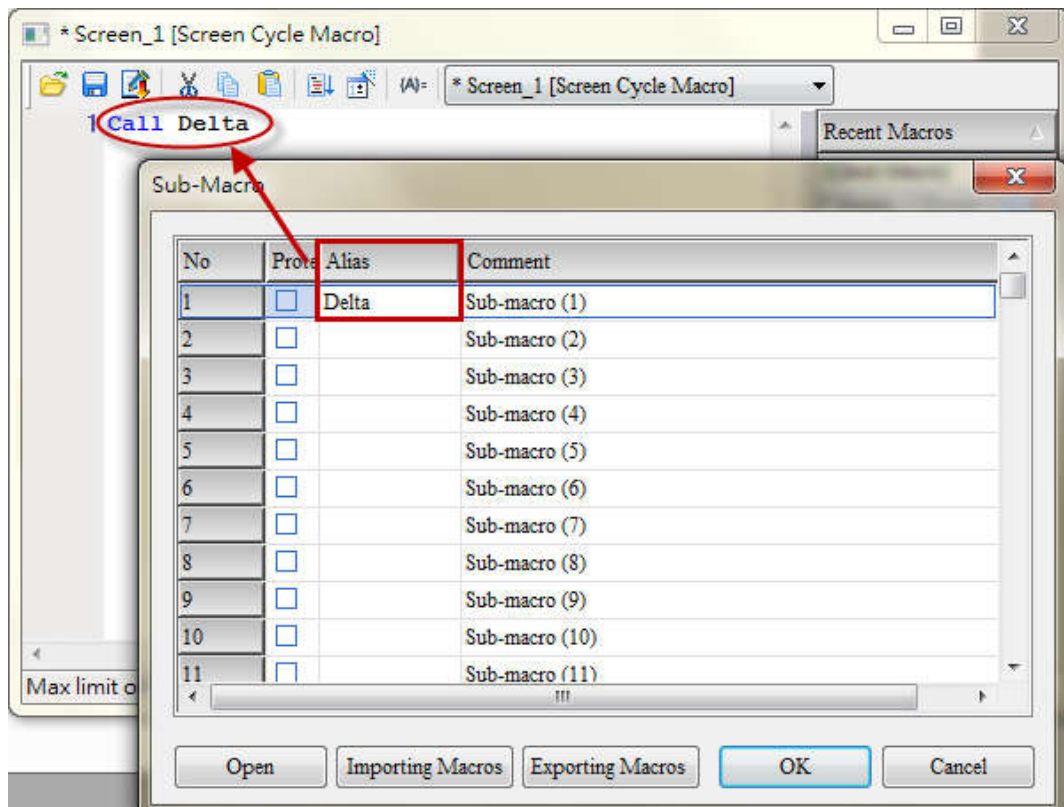 * Screen_1 [Screen Cycle Macro]
(A)= * Screen_1 [Screen Cycle Macro]
1 Call Delta
Recent Macros
Sub-Macro
No Prote Alias Comment
1 Delta Sub-macro (1)
2 Sub-macro (2)
3 Sub-macro (3)
4 Sub-macro (4)
5 Sub-macro (5)
6 Sub-macro (6)
7 Sub-macro (7)
8 Sub-macro (8)
9 Sub-macro (9)
10 Sub-macro (10)
11 Sub-macro (11)
Max limit o
Open Importing Macros Exporting Macros OK Cancel